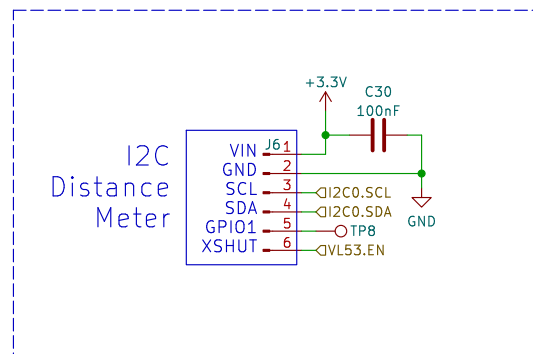 +3.3V
C30
100nF
I2C
Distance
Meter
J6
VIN 1
GND 2
SCL 3 I2C0.SCL
SDA 4 I2C0.SDA
GPIO1 5 TP8
XSHUT 6 VL53.EN
GND